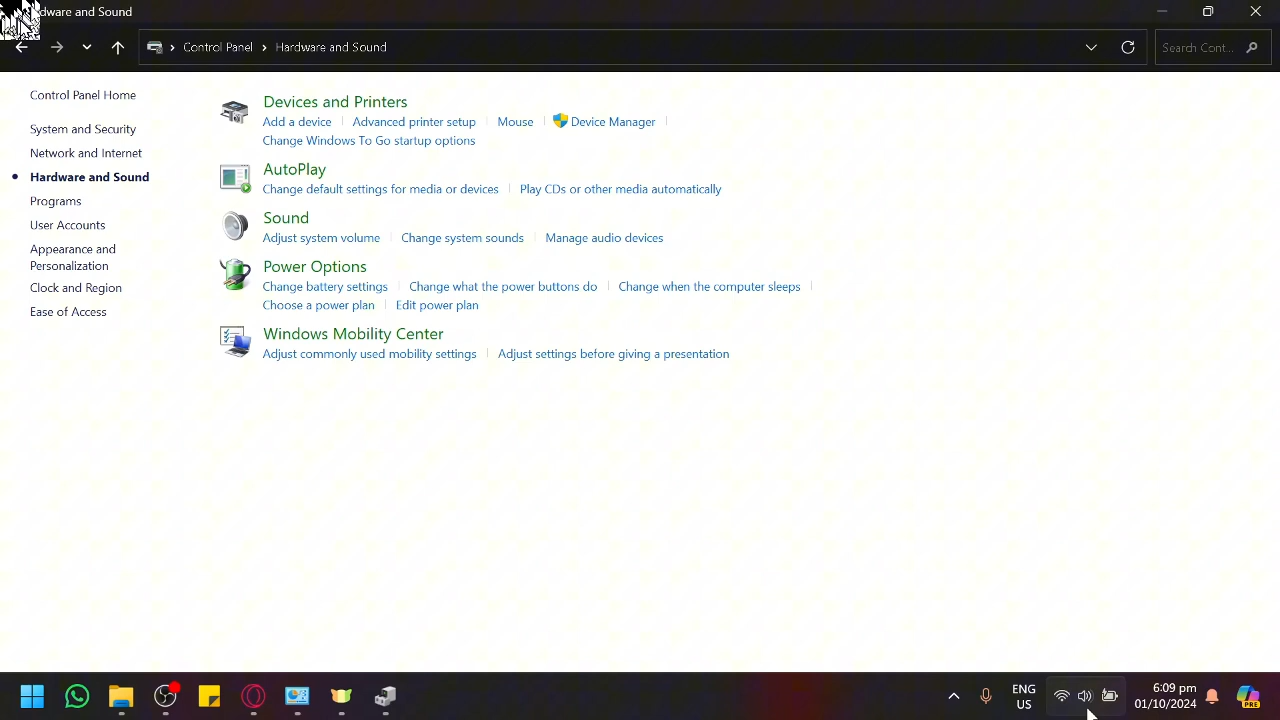 dware and Sound
Control Panel > Hardware and Sound
Search Cont...
Control Panel Home
System and Security
Network and Internet
Hardware and Sound
Programs
User Accounts
Appearance and
Personalization
Clock and Region
Ease of Access
Devices and Printers
Add a device
Advanced printer setup
Mouse
Device Manager
Change Windows To Go startup options
AutoPlay
Change default settings for media or devices
Play CDs or other media automatically
Sound
Adjust system volume
Change system sounds
Manage audio devices
Power Options
Change battery settings
Change what the power buttons do
Change when the computer sleeps
Choose a power plan
Edit power plan
Windows Mobility Center
Adjust commonly used mobility settings
Adjust settings before giving a presentation
ENG
US
6:09 pm
01/10/2024
PRE